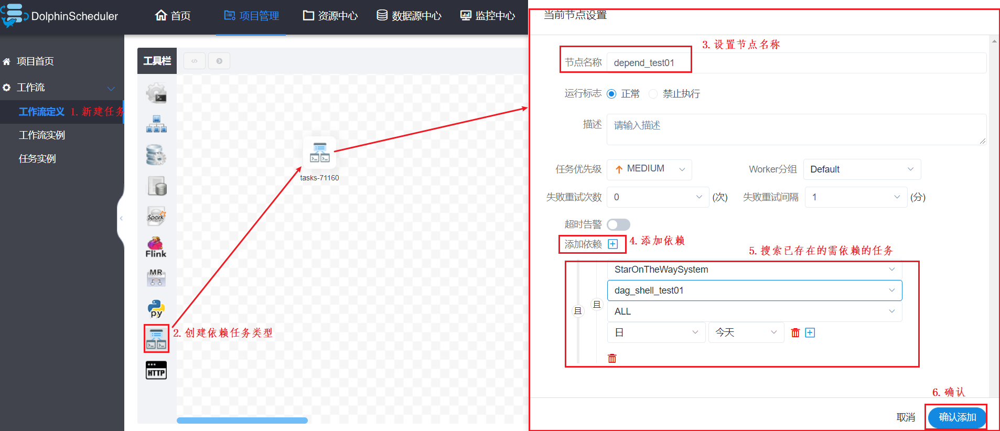 DolphinScheduler
首页
项目管理
资源中心
数据源中心
监控中心
项目首页
工作流
工作流定义
1. 新建任务
工作流实例
任务实例
工具栏
</>
Spark
Flink
MR
py
HTTP
2. 创建依赖任务类型
tasks-71160
当前节点设置
3. 设置节点名称
节点名称 depend_test01
运行标志 正常 禁止执行
描述 请输入描述
任务优先级 MEDIUM Worker分组 Default
失败重试次数 0 (次) 失败重试间隔 1 (分)
超时告警
添加依赖 4. 添加依赖
5. 搜索已存在的需依赖的任务
StarOnTheWaySystem
dag_shell_test01
且 且
ALL
日 今天
6. 确认
取消 确认添加